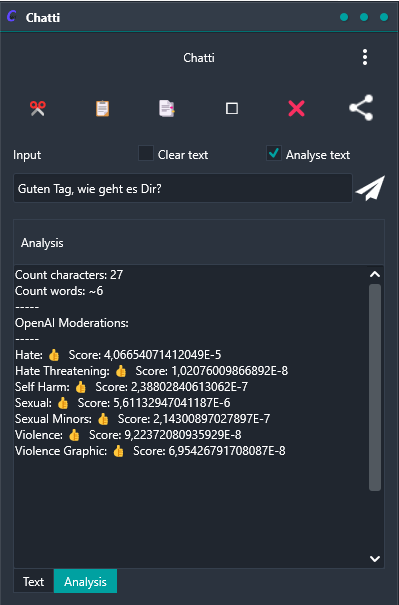 Chatti
Chatti
Input
Clear text
Analyse text
Guten Tag, wie geht es Dir?
Analysis
Count characters: 27
Count words: ~6
-----
OpenAI Moderations:
-----
Hate: 👍 Score: 4,06654071412049E-5
Hate Threatening: 👍 Score: 1,02076009866892E-8
Self Harm: 👍 Score: 2,38802840613062E-7
Sexual: 👍 Score: 5,61132947041187E-6
Sexual Minors: 👍 Score: 2,14300897027897E-7
Violence: 👍 Score: 9,22372080935929E-8
Violence Graphic: 👍 Score: 6,95426791708087E-8
Text
Analysis